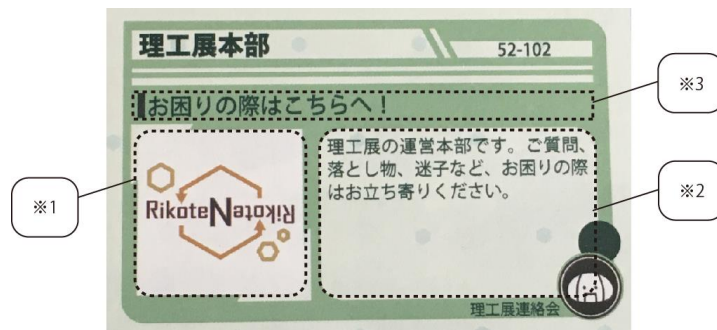 理工展本部
52-102
お困りの際はこちらへ！
※3
理工展の運営本部です。ご質問、
落とし物、迷子など、お困りの際
はお立ち寄りください。
※1
RikoteNetokiR
※2
理工展連絡会